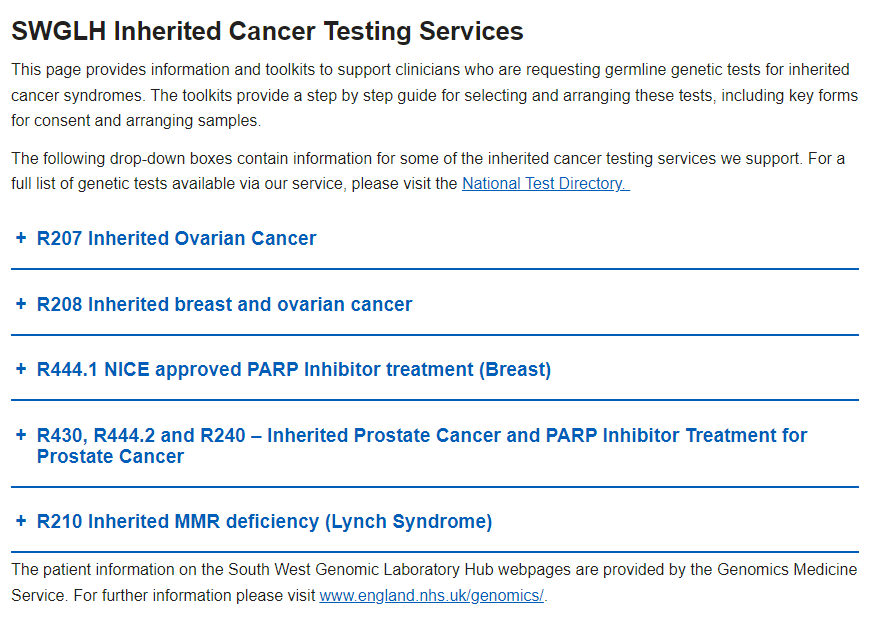 SWGLH Inherited Cancer Testing Services
This page provides information and toolkits to support clinicians who are requesting germline genetic tests for inherited
cancer syndromes. The toolkits provide a step by step guide for selecting and arranging these tests, including key forms
for consent and arranging samples.
The following drop-down boxes contain information for some of the inherited cancer testing services we support. For a
full list of genetic tests available via our service, please visit the National Test Directory.
+ R207 Inherited Ovarian Cancer
+ R208 Inherited breast and ovarian cancer
+ R444.1 NICE approved PARP Inhibitor treatment (Breast)
+ R430, R444.2 and R240 – Inherited Prostate Cancer and PARP Inhibitor Treatment for
Prostate Cancer
+ R210 Inherited MMR deficiency (Lynch Syndrome)
The patient information on the South West Genomic Laboratory Hub webpages are provided by the Genomics Medicine
Service. For further information please visit www.england.nhs.uk/genomics/.